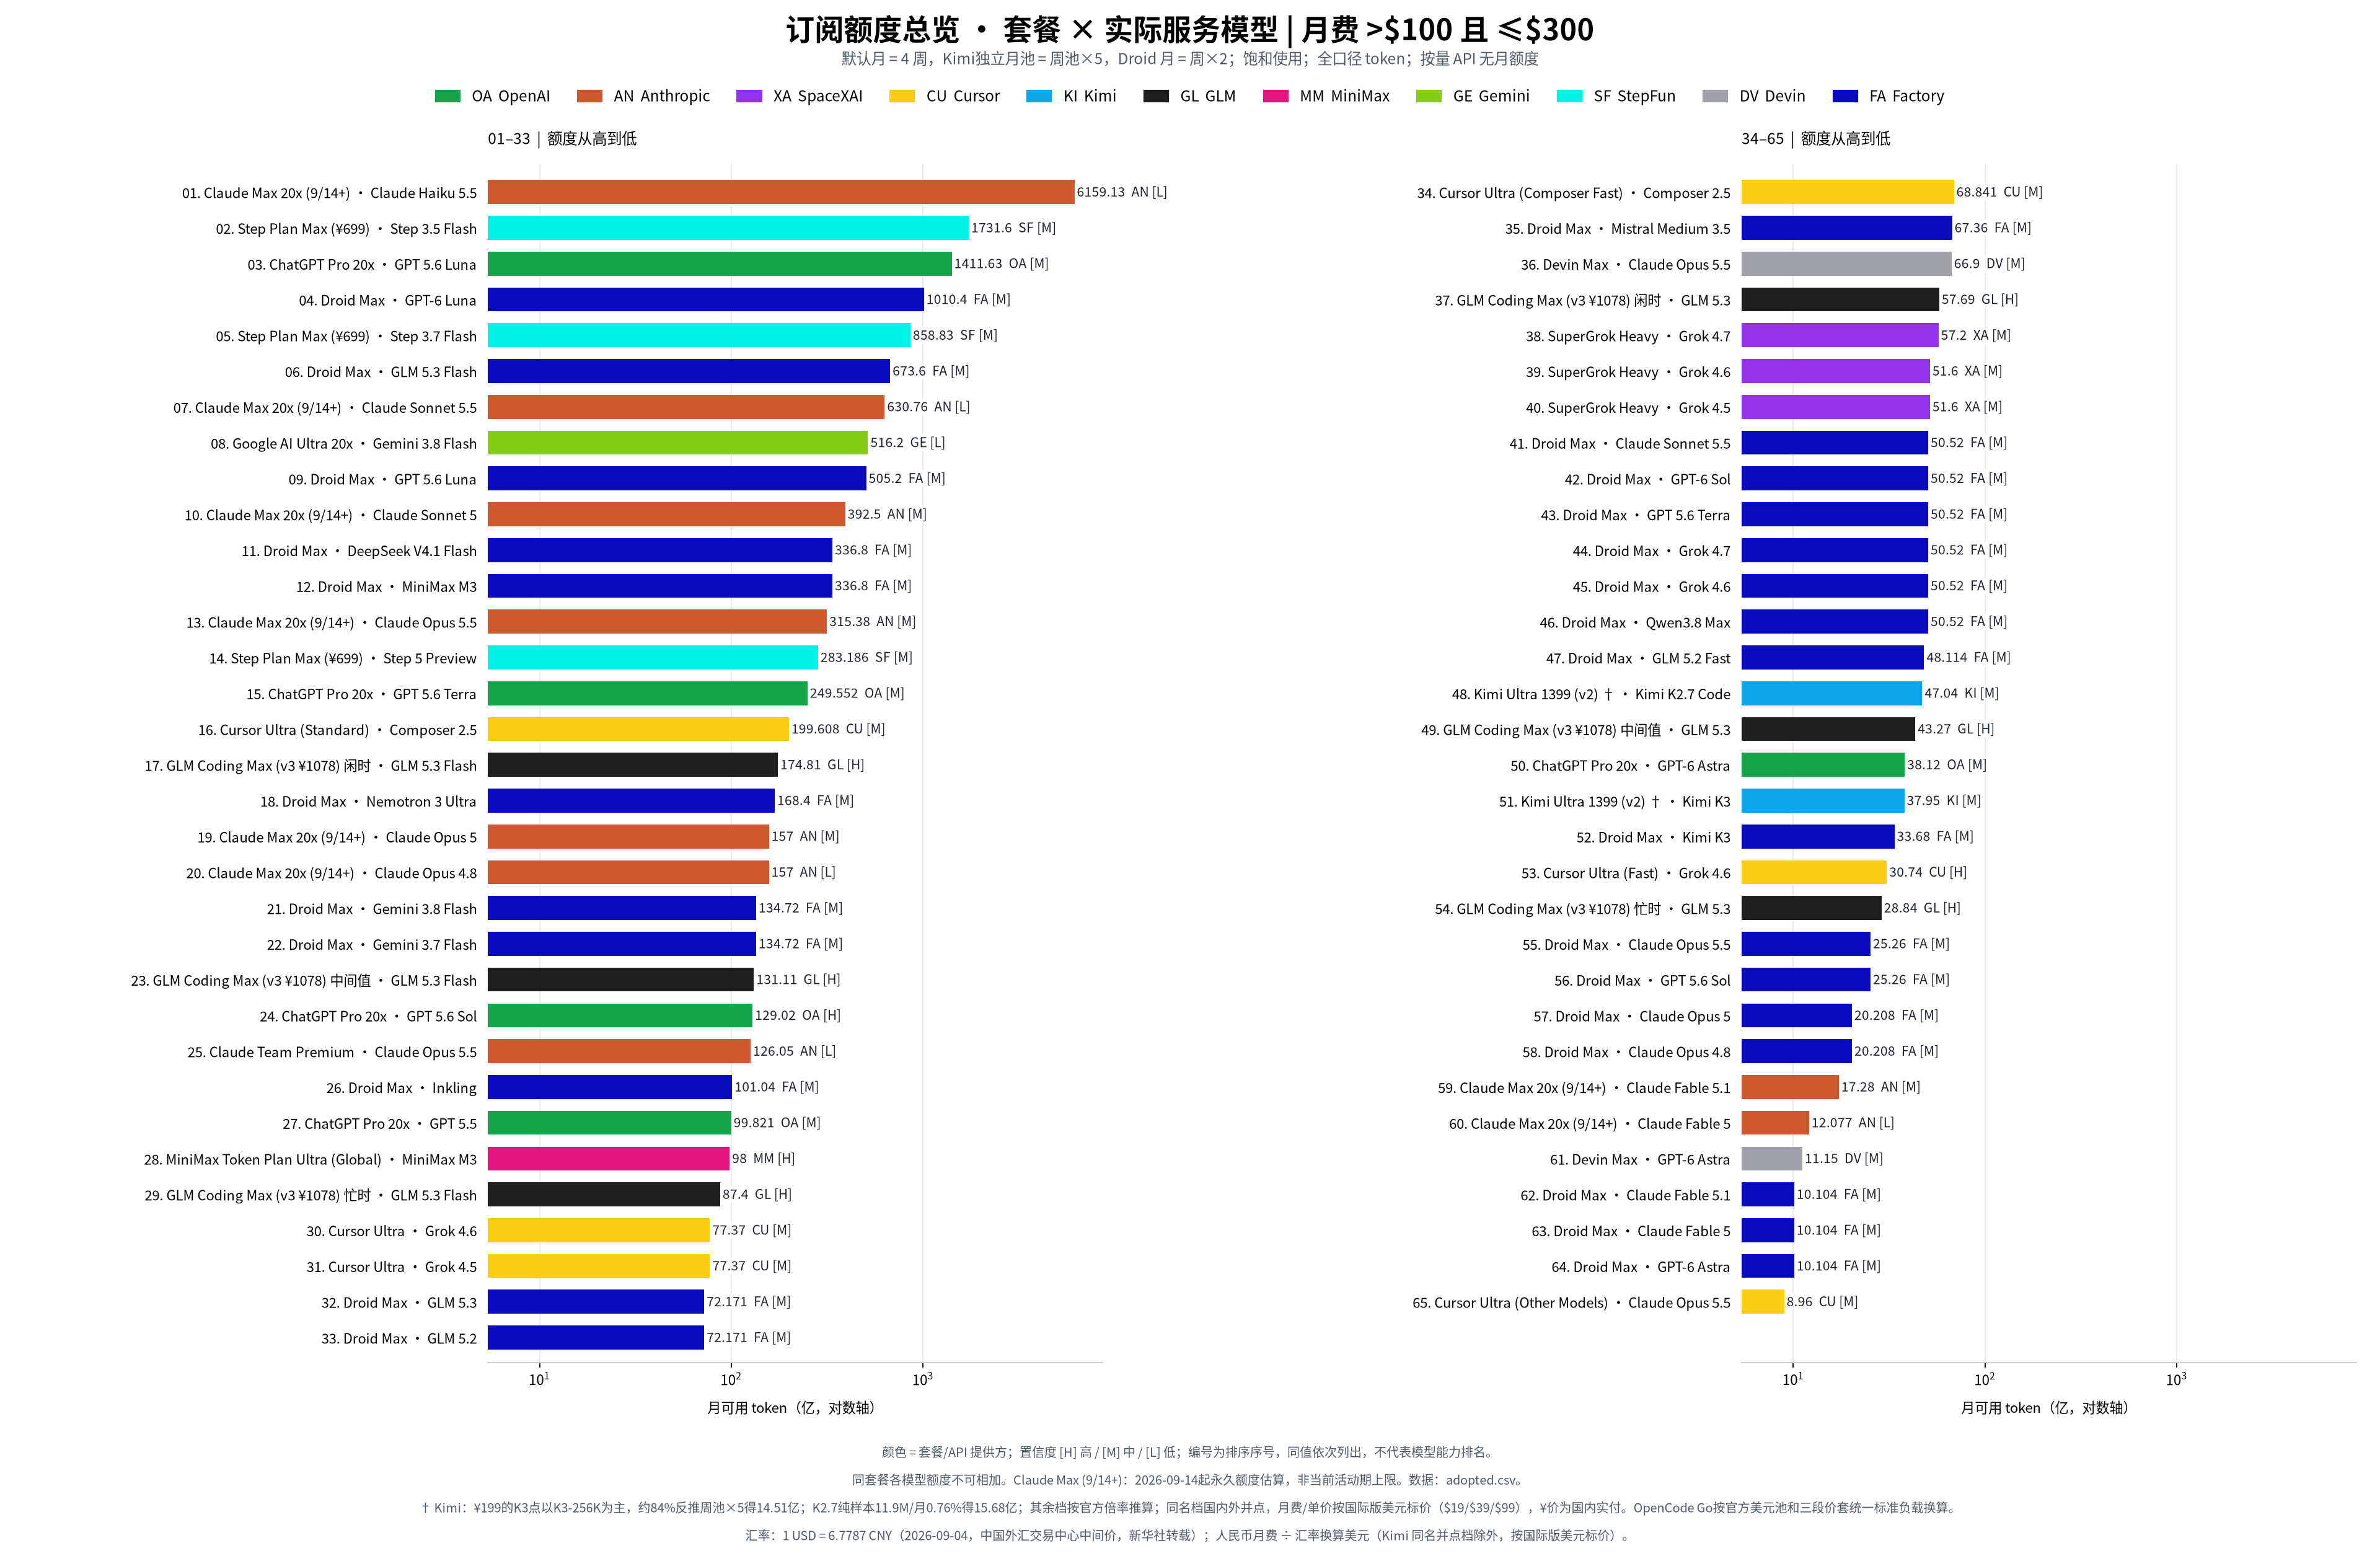 订阅额度总览 · 套餐 × 实际服务模型 | 月费 >$100 且 ≤$300
默认月 = 4 周，Kimi独立月池 = 周池×5，Droid 月 = 周×2；饱和使用；全口径 token；按量 API 无月额度
OA OpenAI
AN Anthropic
XA SpaceXAI
CU Cursor
KI Kimi
GL GLM
MM MiniMax
GE Gemini
SF StepFun
DV Devin
FA Factory
01–33 | 额度从高到低
01. Claude Max 20x (9/14+) · Claude Haiku 5.5 6159.13 AN [L]
02. Step Plan Max (¥699) · Step 3.5 Flash 1731.6 SF [M]
03. ChatGPT Pro 20x · GPT 5.6 Luna 1411.63 OA [M]
04. Droid Max · GPT-6 Luna 1010.4 FA [M]
05. Step Plan Max (¥699) · Step 3.7 Flash 858.83 SF [M]
06. Droid Max · GLM 5.3 Flash 673.6 FA [M]
07. Claude Max 20x (9/14+) · Claude Sonnet 5.5 630.76 AN [L]
08. Google AI Ultra 20x · Gemini 3.8 Flash 516.2 GE [L]
09. Droid Max · GPT 5.6 Luna 505.2 FA [M]
10. Claude Max 20x (9/14+) · Claude Sonnet 5 392.5 AN [M]
11. Droid Max · DeepSeek V4.1 Flash 336.8 FA [M]
12. Droid Max · MiniMax M3 336.8 FA [M]
13. Claude Max 20x (9/14+) · Claude Opus 5.5 315.38 AN [M]
14. Step Plan Max (¥699) · Step 5 Preview 283.186 SF [M]
15. ChatGPT Pro 20x · GPT 5.6 Terra 249.552 OA [M]
16. Cursor Ultra (Standard) · Composer 2.5 199.608 CU [M]
17. GLM Coding Max (v3 ¥1078) 闲时 · GLM 5.3 Flash 174.81 GL [H]
18. Droid Max · Nemotron 3 Ultra 168.4 FA [M]
19. Claude Max 20x (9/14+) · Claude Opus 5 157 AN [M]
20. Claude Max 20x (9/14+) · Claude Opus 4.8 157 AN [L]
21. Droid Max · Gemini 3.8 Flash 134.72 FA [M]
22. Droid Max · Gemini 3.7 Flash 134.72 FA [M]
23. GLM Coding Max (v3 ¥1078) 中间值 · GLM 5.3 Flash 131.11 GL [H]
24. ChatGPT Pro 20x · GPT 5.6 Sol 129.02 OA [H]
25. Claude Team Premium · Claude Opus 5.5 126.05 AN [L]
26. Droid Max · Inkling 101.04 FA [M]
27. ChatGPT Pro 20x · GPT 5.5 99.821 OA [M]
28. MiniMax Token Plan Ultra (Global) · MiniMax M3 98 MM [H]
29. GLM Coding Max (v3 ¥1078) 忙时 · GLM 5.3 Flash 87.4 GL [H]
30. Cursor Ultra · Grok 4.6 77.37 CU [M]
31. Cursor Ultra · Grok 4.5 77.37 CU [M]
32. Droid Max · GLM 5.3 72.171 FA [M]
33. Droid Max · GLM 5.2 72.171 FA [M]
10¹ 10² 10³
月可用 token（亿，对数轴）
34–65 | 额度从高到低
34. Cursor Ultra (Composer Fast) · Composer 2.5 68.841 CU [M]
35. Droid Max · Mistral Medium 3.5 67.36 FA [M]
36. Devin Max · Claude Opus 5.5 66.9 DV [M]
37. GLM Coding Max (v3 ¥1078) 闲时 · GLM 5.3 57.69 GL [H]
38. SuperGrok Heavy · Grok 4.7 57.2 XA [M]
39. SuperGrok Heavy · Grok 4.6 51.6 XA [M]
40. SuperGrok Heavy · Grok 4.5 51.6 XA [M]
41. Droid Max · Claude Sonnet 5.5 50.52 FA [M]
42. Droid Max · GPT-6 Sol 50.52 FA [M]
43. Droid Max · GPT 5.6 Terra 50.52 FA [M]
44. Droid Max · Grok 4.7 50.52 FA [M]
45. Droid Max · Grok 4.6 50.52 FA [M]
46. Droid Max · Qwen3.8 Max 50.52 FA [M]
47. Droid Max · GLM 5.2 Fast 48.114 FA [M]
48. Kimi Ultra 1399 (v2) † · Kimi K2.7 Code 47.04 KI [M]
49. GLM Coding Max (v3 ¥1078) 中间值 · GLM 5.3 43.27 GL [H]
50. ChatGPT Pro 20x · GPT-6 Astra 38.12 OA [M]
51. Kimi Ultra 1399 (v2) † · Kimi K3 37.95 KI [M]
52. Droid Max · Kimi K3 33.68 FA [M]
53. Cursor Ultra (Fast) · Grok 4.6 30.74 CU [H]
54. GLM Coding Max (v3 ¥1078) 忙时 · GLM 5.3 28.84 GL [H]
55. Droid Max · Claude Opus 5.5 25.26 FA [M]
56. Droid Max · GPT 5.6 Sol 25.26 FA [M]
57. Droid Max · Claude Opus 5 20.208 FA [M]
58. Droid Max · Claude Opus 4.8 20.208 FA [M]
59. Claude Max 20x (9/14+) · Claude Fable 5.1 17.28 AN [M]
60. Claude Max 20x (9/14+) · Claude Fable 5 12.077 AN [L]
61. Devin Max · GPT-6 Astra 11.15 DV [M]
62. Droid Max · Claude Fable 5.1 10.104 FA [M]
63. Droid Max · Claude Fable 5 10.104 FA [M]
64. Droid Max · GPT-6 Astra 10.104 FA [M]
65. Cursor Ultra (Other Models) · Claude Opus 5.5 8.96 CU [M]
10¹ 10² 10³
月可用 token（亿，对数轴）
颜色 = 套餐/API 提供方；置信度 [H] 高 / [M] 中 / [L] 低；编号为排序序号，同值依次列出，不代表模型能力排名。
同套餐各模型额度不可相加。Claude Max (9/14+)：2026-09-14起永久额度估算，非当前活动期上限。数据：adopted.csv。
† Kimi：¥199的K3点以K3-256K为主，约84%反推周池×5得14.51亿；K2.7纯样本11.9M/月0.76%得15.68亿；其余档按官方倍率推算；同名档国内外并点，月费/单价按国际版美元标价（$19/$39/$99），¥价为国内实付。OpenCode Go按官方美元池和三段价套统一标准负载换算。
汇率：1 USD = 6.7787 CNY（2026-09-04，中国外汇交易中心中间价，新华社转载）；人民币月费 ÷ 汇率换算美元（Kimi 同名并点档除外，按国际版美元标价）。